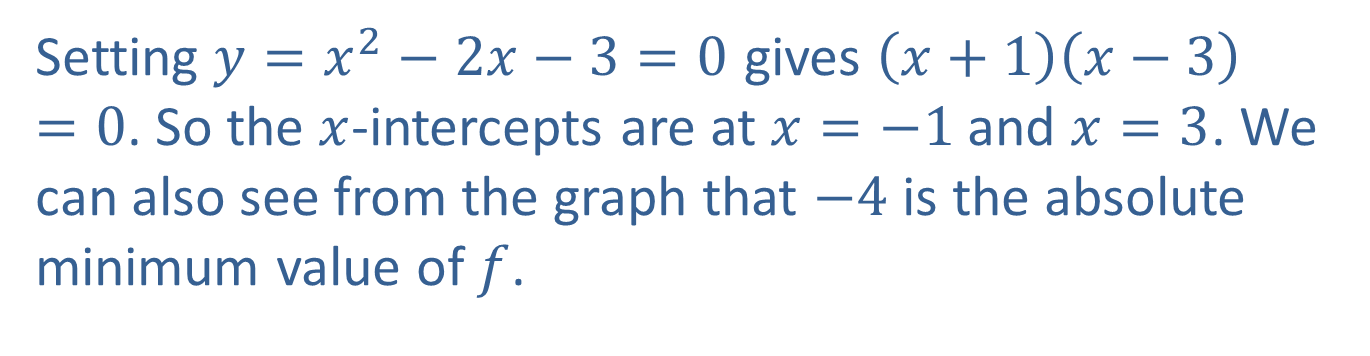 Setting y = x² − 2x − 3 = 0 gives (x + 1)(x − 3)
= 0. So the x-intercepts are at x = −1 and x = 3. We
can also see from the graph that −4 is the absolute
minimum value of f.